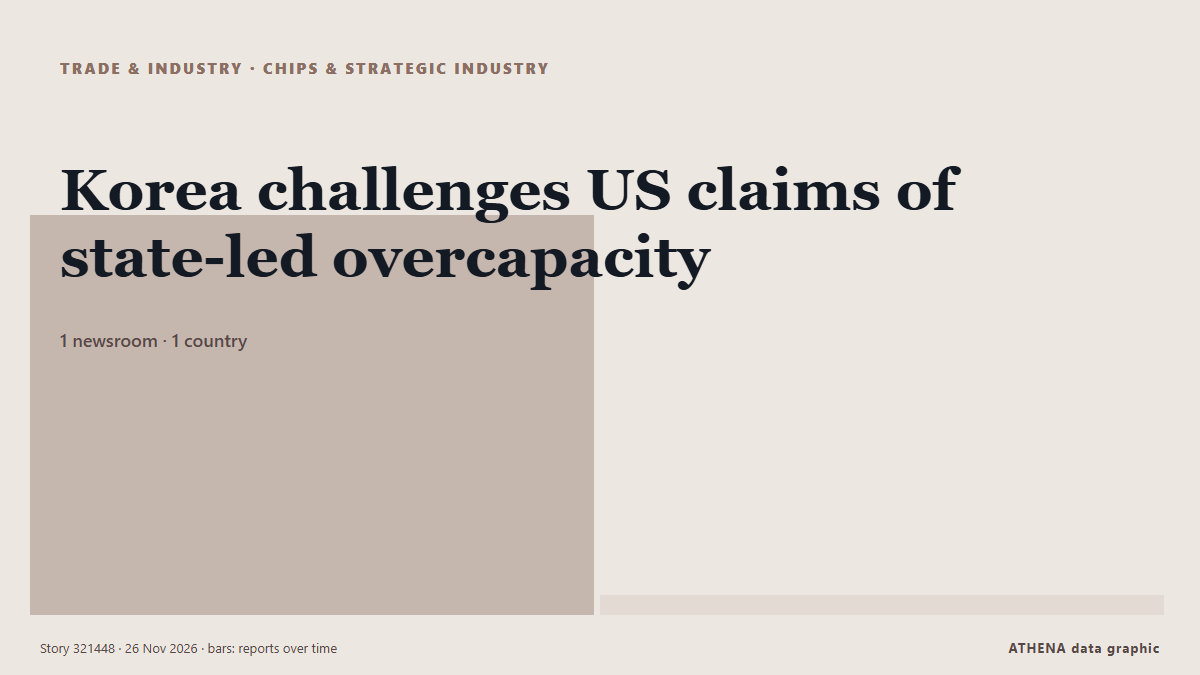 TRADE & INDUSTRY · CHIPS & STRATEGIC INDUSTRY
Korea challenges US claims of
state-led overcapacity
1 newsroom · 1 country
Story 321448 · 26 Nov 2026 · bars: reports over time
ATHENA data graphic